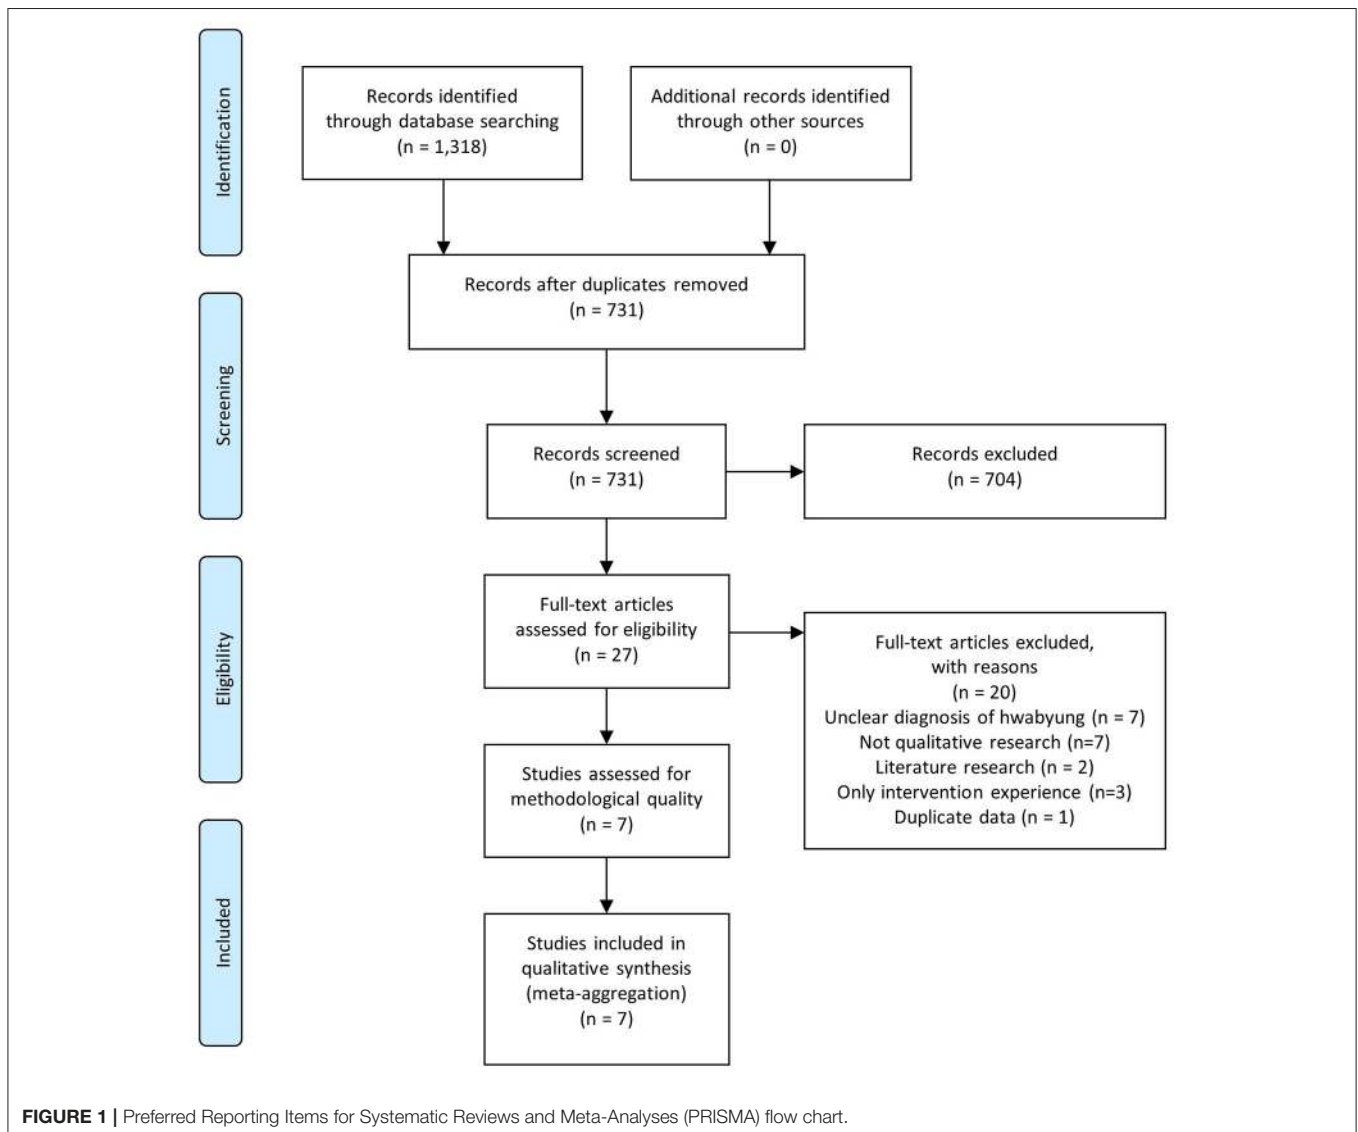 Identification
Records identified
through database searching
(n = 1,318)
Additional records identified
through other sources
(n = 0)
Records after duplicates removed
(n = 731)
Screening
Records screened
(n = 731)
Records excluded
(n = 704)
Eligibility
Full-text articles
assessed for eligibility
(n = 27)
Full-text articles excluded,
with reasons
(n = 20)
Unclear diagnosis of hwabyung (n = 7)
Not qualitative research (n=7)
Literature research (n = 2)
Only intervention experience (n=3)
Duplicate data (n = 1)
Studies assessed for
methodological quality
(n = 7)
Included
Studies included in
qualitative synthesis
(meta-aggregation)
(n = 7)
FIGURE 1 | Preferred Reporting Items for Systematic Reviews and Meta-Analyses (PRISMA) flow chart.